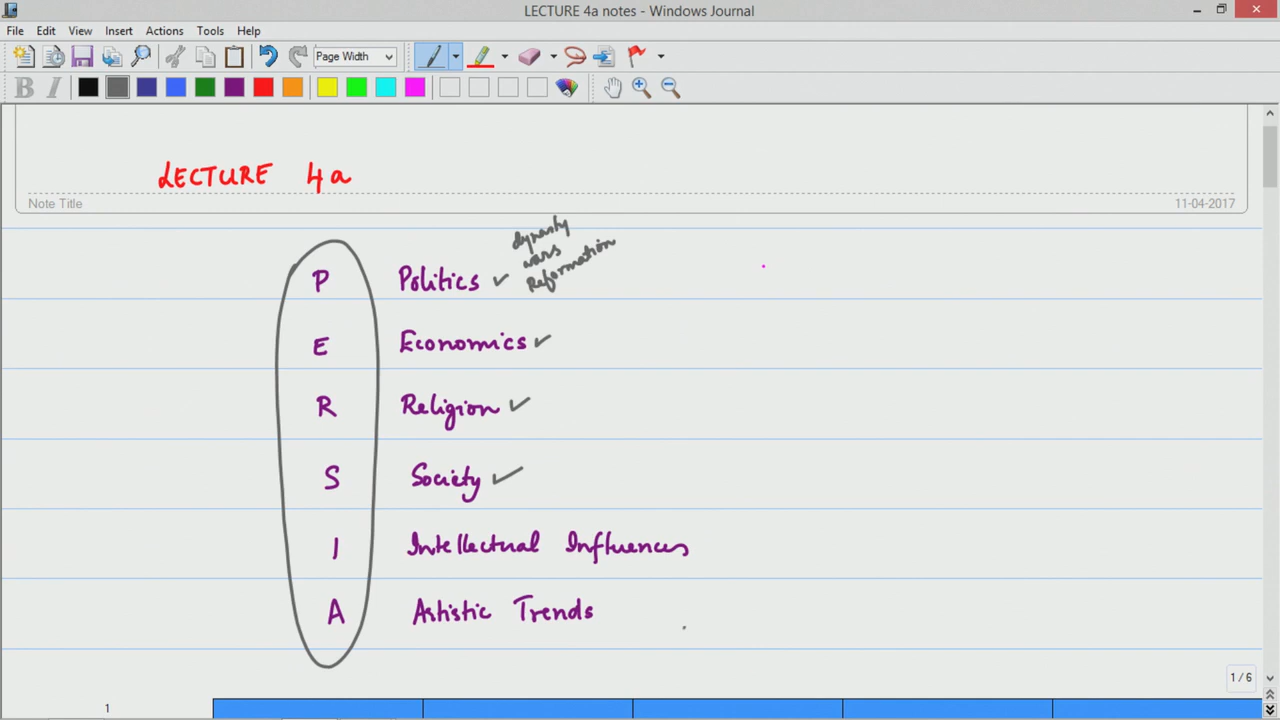 LECTURE 4a notes - Windows Journal
File Edit View Insert Actions Tools Help
Page Width
B I
LECTURE 4a
Note Title
11-04-2017
dynasty
wars
Reformation
P Politics ✓
E Economics ✓
R Religion ✓
S Society ✓
I Intellectual Influences
A Artistic Trends
1 / 6
1